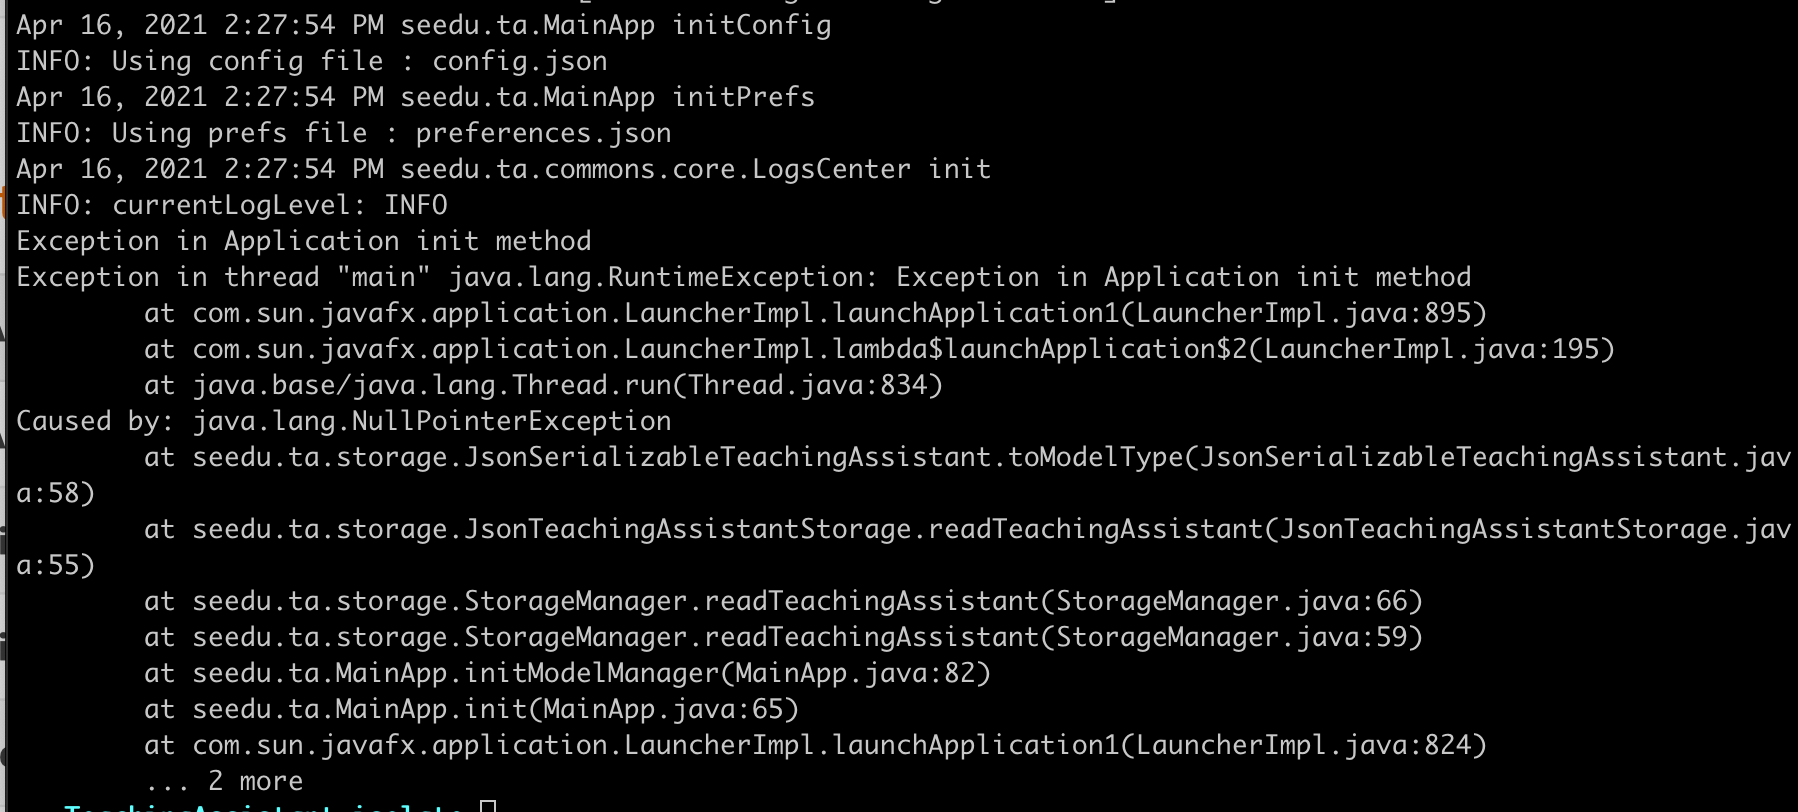 Apr 16, 2021 2:27:54 PM seedu.ta.MainApp initConfig
INFO: Using config file : config.json
Apr 16, 2021 2:27:54 PM seedu.ta.MainApp initPrefs
INFO: Using prefs file : preferences.json
Apr 16, 2021 2:27:54 PM seedu.ta.commons.core.LogsCenter init
INFO: currentLogLevel: INFO
Exception in Application init method
Exception in thread "main" java.lang.RuntimeException: Exception in Application init method
        at com.sun.javafx.application.LauncherImpl.launchApplication1(LauncherImpl.java:895)
        at com.sun.javafx.application.LauncherImpl.lambda$launchApplication$2(LauncherImpl.java:195)
        at java.base/java.lang.Thread.run(Thread.java:834)
Caused by: java.lang.NullPointerException
        at seedu.ta.storage.JsonSerializableTeachingAssistant.toModelType(JsonSerializableTeachingAssistant.jav
a:58)
        at seedu.ta.storage.JsonTeachingAssistantStorage.readTeachingAssistant(JsonTeachingAssistantStorage.jav
a:55)
        at seedu.ta.storage.StorageManager.readTeachingAssistant(StorageManager.java:66)
        at seedu.ta.storage.StorageManager.readTeachingAssistant(StorageManager.java:59)
        at seedu.ta.MainApp.initModelManager(MainApp.java:82)
        at seedu.ta.MainApp.init(MainApp.java:65)
        at com.sun.javafx.application.LauncherImpl.launchApplication1(LauncherImpl.java:824)
        ... 2 more